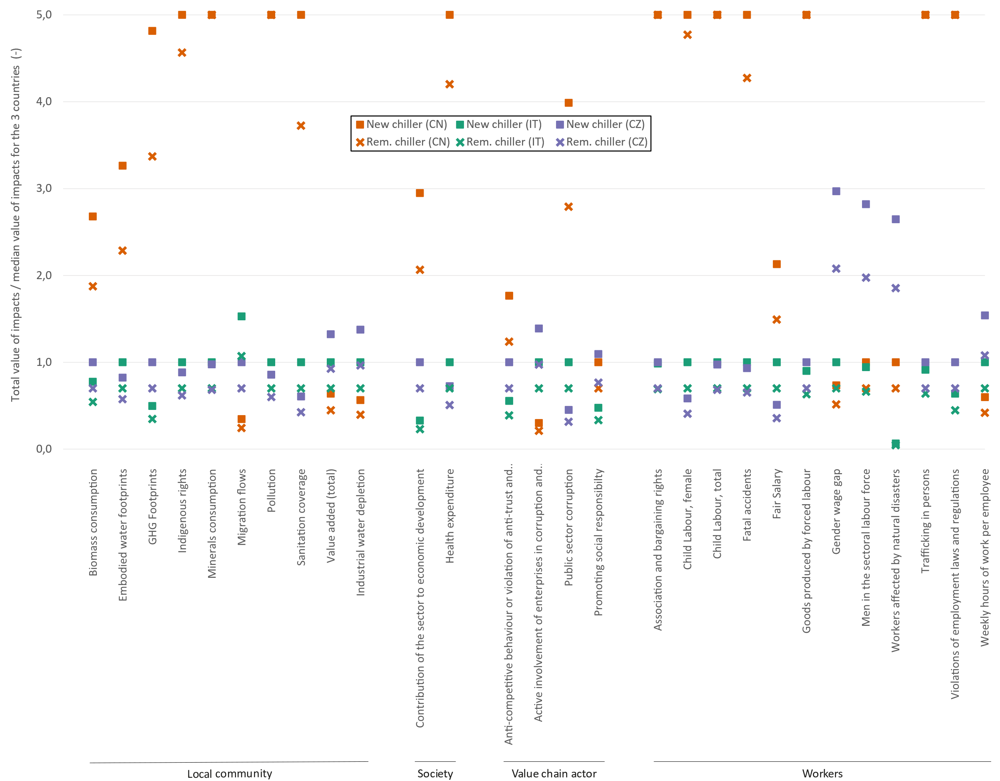 Total value of impacts / median value of impacts for the 3 countries (-)
5,0
4,0
3,0
2,0
1,0
0,0
New chiller (CN)
New chiller (IT)
New chiller (CZ)
Rem. chiller (CN)
Rem. chiller (IT)
Rem. chiller (CZ)
Biomass consumption
Embodied water footprints
GHG Footprints
Indigenous rights
Minerals consumption
Migration flows
Pollution
Sanitation coverage
Value added (total)
Industrial water depletion
Contribution of the sector to economic development
Health expenditure
Anti-competitive behaviour or violation of anti-trust and..
Active involvement of enterprises in corruption and..
Public sector corruption
Promoting social responsibilty
Association and bargaining rights
Child Labour, female
Child Labour, total
Fatal accidents
Fair Salary
Goods produced by forced labour
Gender wage gap
Men in the sectoral labour force
Workers affected by natural disasters
Trafficking in persons
Violations of employment laws and regulations
Weekly hours of work per employee
Local community
Society
Value chain actor
Workers